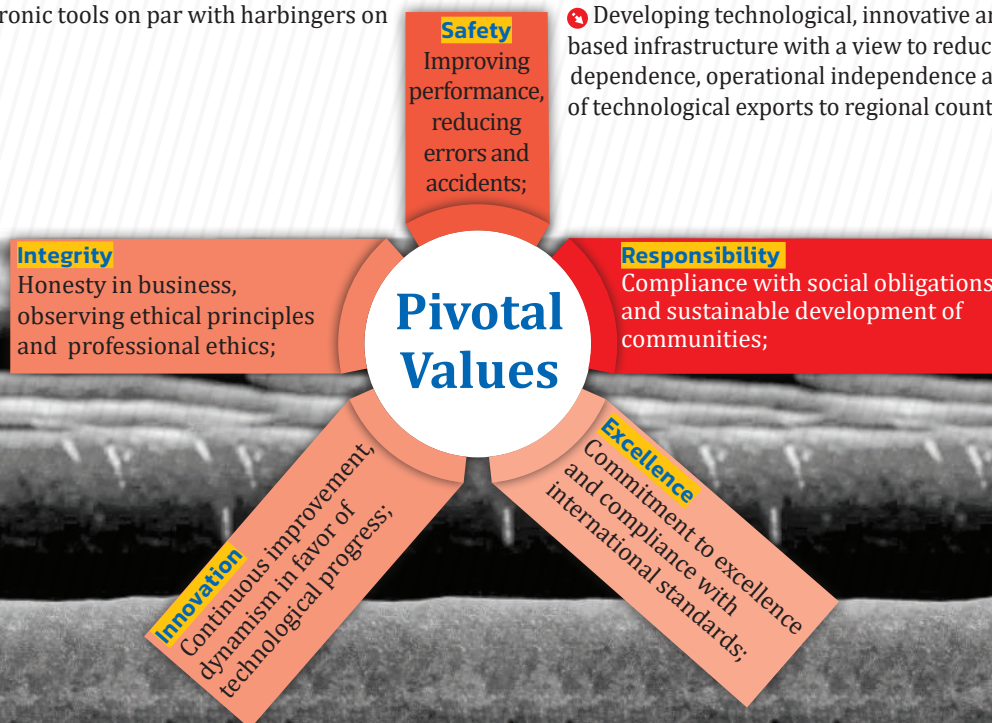 ronic tools on par with harbingers on
Developing technological, innovative
based infrastructure with a view to
dependence, operational independence
of technological exports to regional
Safety
Improving
performance,
reducing
errors and
accidents;
Integrity
Honesty in business,
observing ethical principles
and professional ethics;
Pivotal
Values
Responsibility
Compliance with social obligations
and sustainable development of
communities;
Innovation
Continuous improvement,
dynamism in favor of
technological progress;
Excellence
Commitment to excellence
and compliance with
international standards;